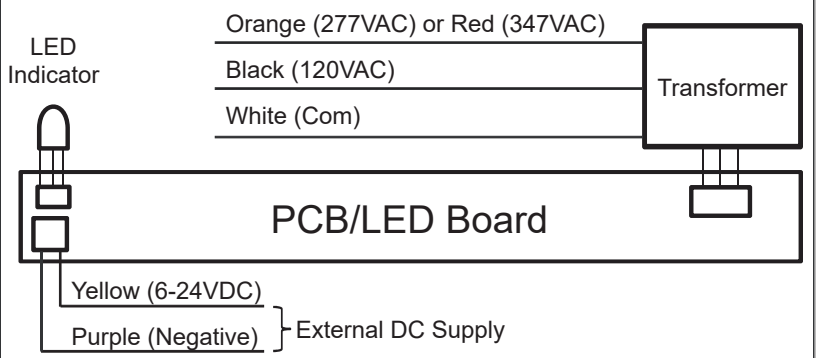 Orange (277VAC) or Red (347VAC)
LED
Indicator
Black (120VAC)
Transformer
White (Com)
PCB/LED Board
Yellow (6-24VDC)
Purple (Negative)
External DC Supply